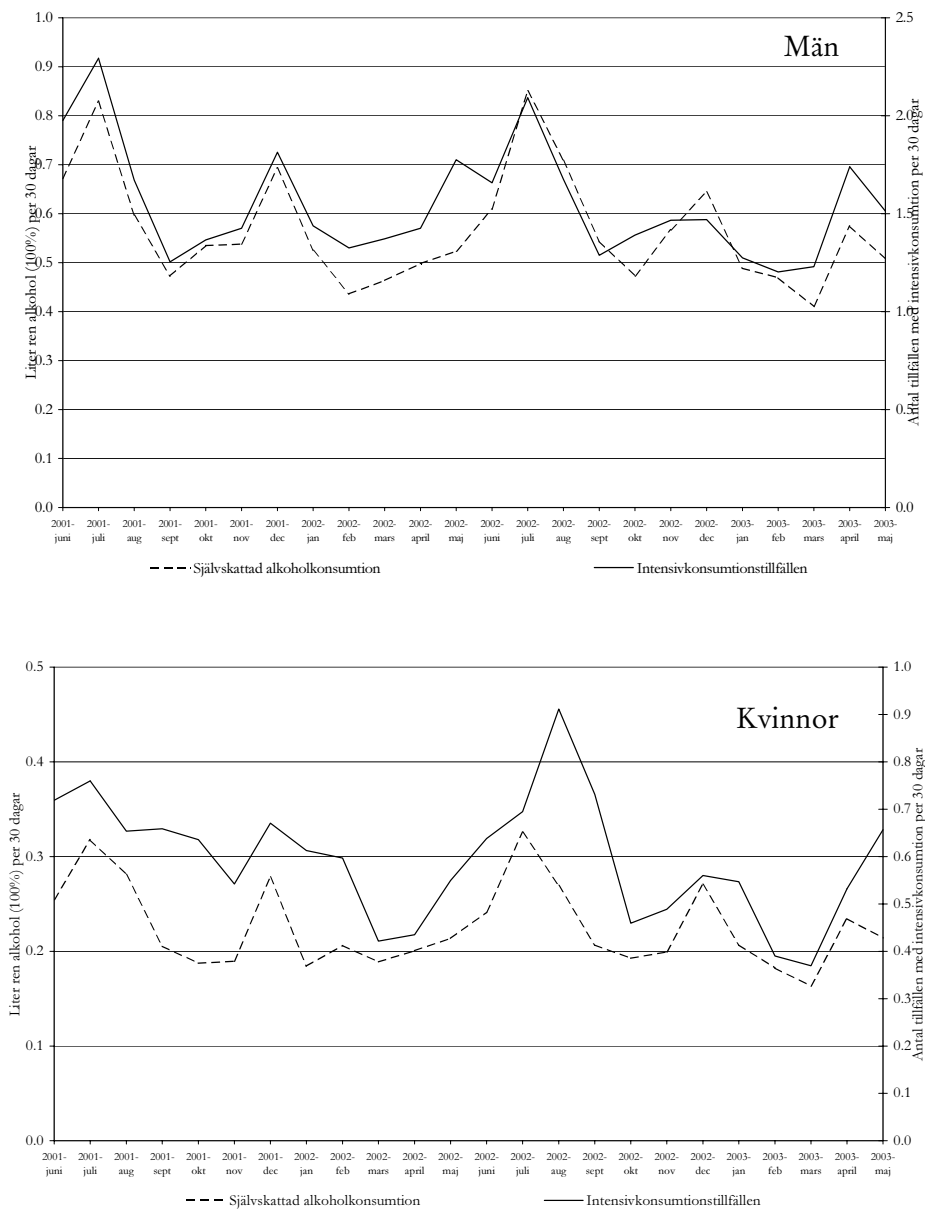 Män
Liter ren alkohol (100%) per 30 dagar
1.0
0.9
0.8
0.7
0.6
0.5
0.4
0.3
0.2
0.1
0.0
Antal tillfällen med intensivkonsumtion per 30 dagar
2.5
2.0
1.5
1.0
0.5
0.0
2001- 2001- 2001- 2001- 2001- 2001- 2001- 2002- 2002- 2002- 2002- 2002- 2002- 2002- 2002- 2002- 2002- 2002- 2002- 2003- 2003- 2003- 2003- 2003-
juni juli aug sept okt nov dec jan feb mars april maj juni juli aug sept okt nov dec jan feb mars april maj
Självskattad alkoholkonsumtion Intensivkonsumtionstillfällen
Kvinnor
Liter ren alkohol (100%) per 30 dagar
0.5
0.4
0.3
0.2
0.1
0.0
Antal tillfällen med intensivkonsumtion per 30 dagar
1.0
0.9
0.8
0.7
0.6
0.5
0.4
0.3
0.2
0.1
0.0
2001- 2001- 2001- 2001- 2001- 2001- 2001- 2002- 2002- 2002- 2002- 2002- 2002- 2002- 2002- 2002- 2002- 2002- 2002- 2003- 2003- 2003- 2003- 2003-
juni juli aug sept okt nov dec jan feb mars april maj juni juli aug sept okt nov dec jan feb mars april maj
Självskattad alkoholkonsumtion Intensivkonsumtionstillfällen